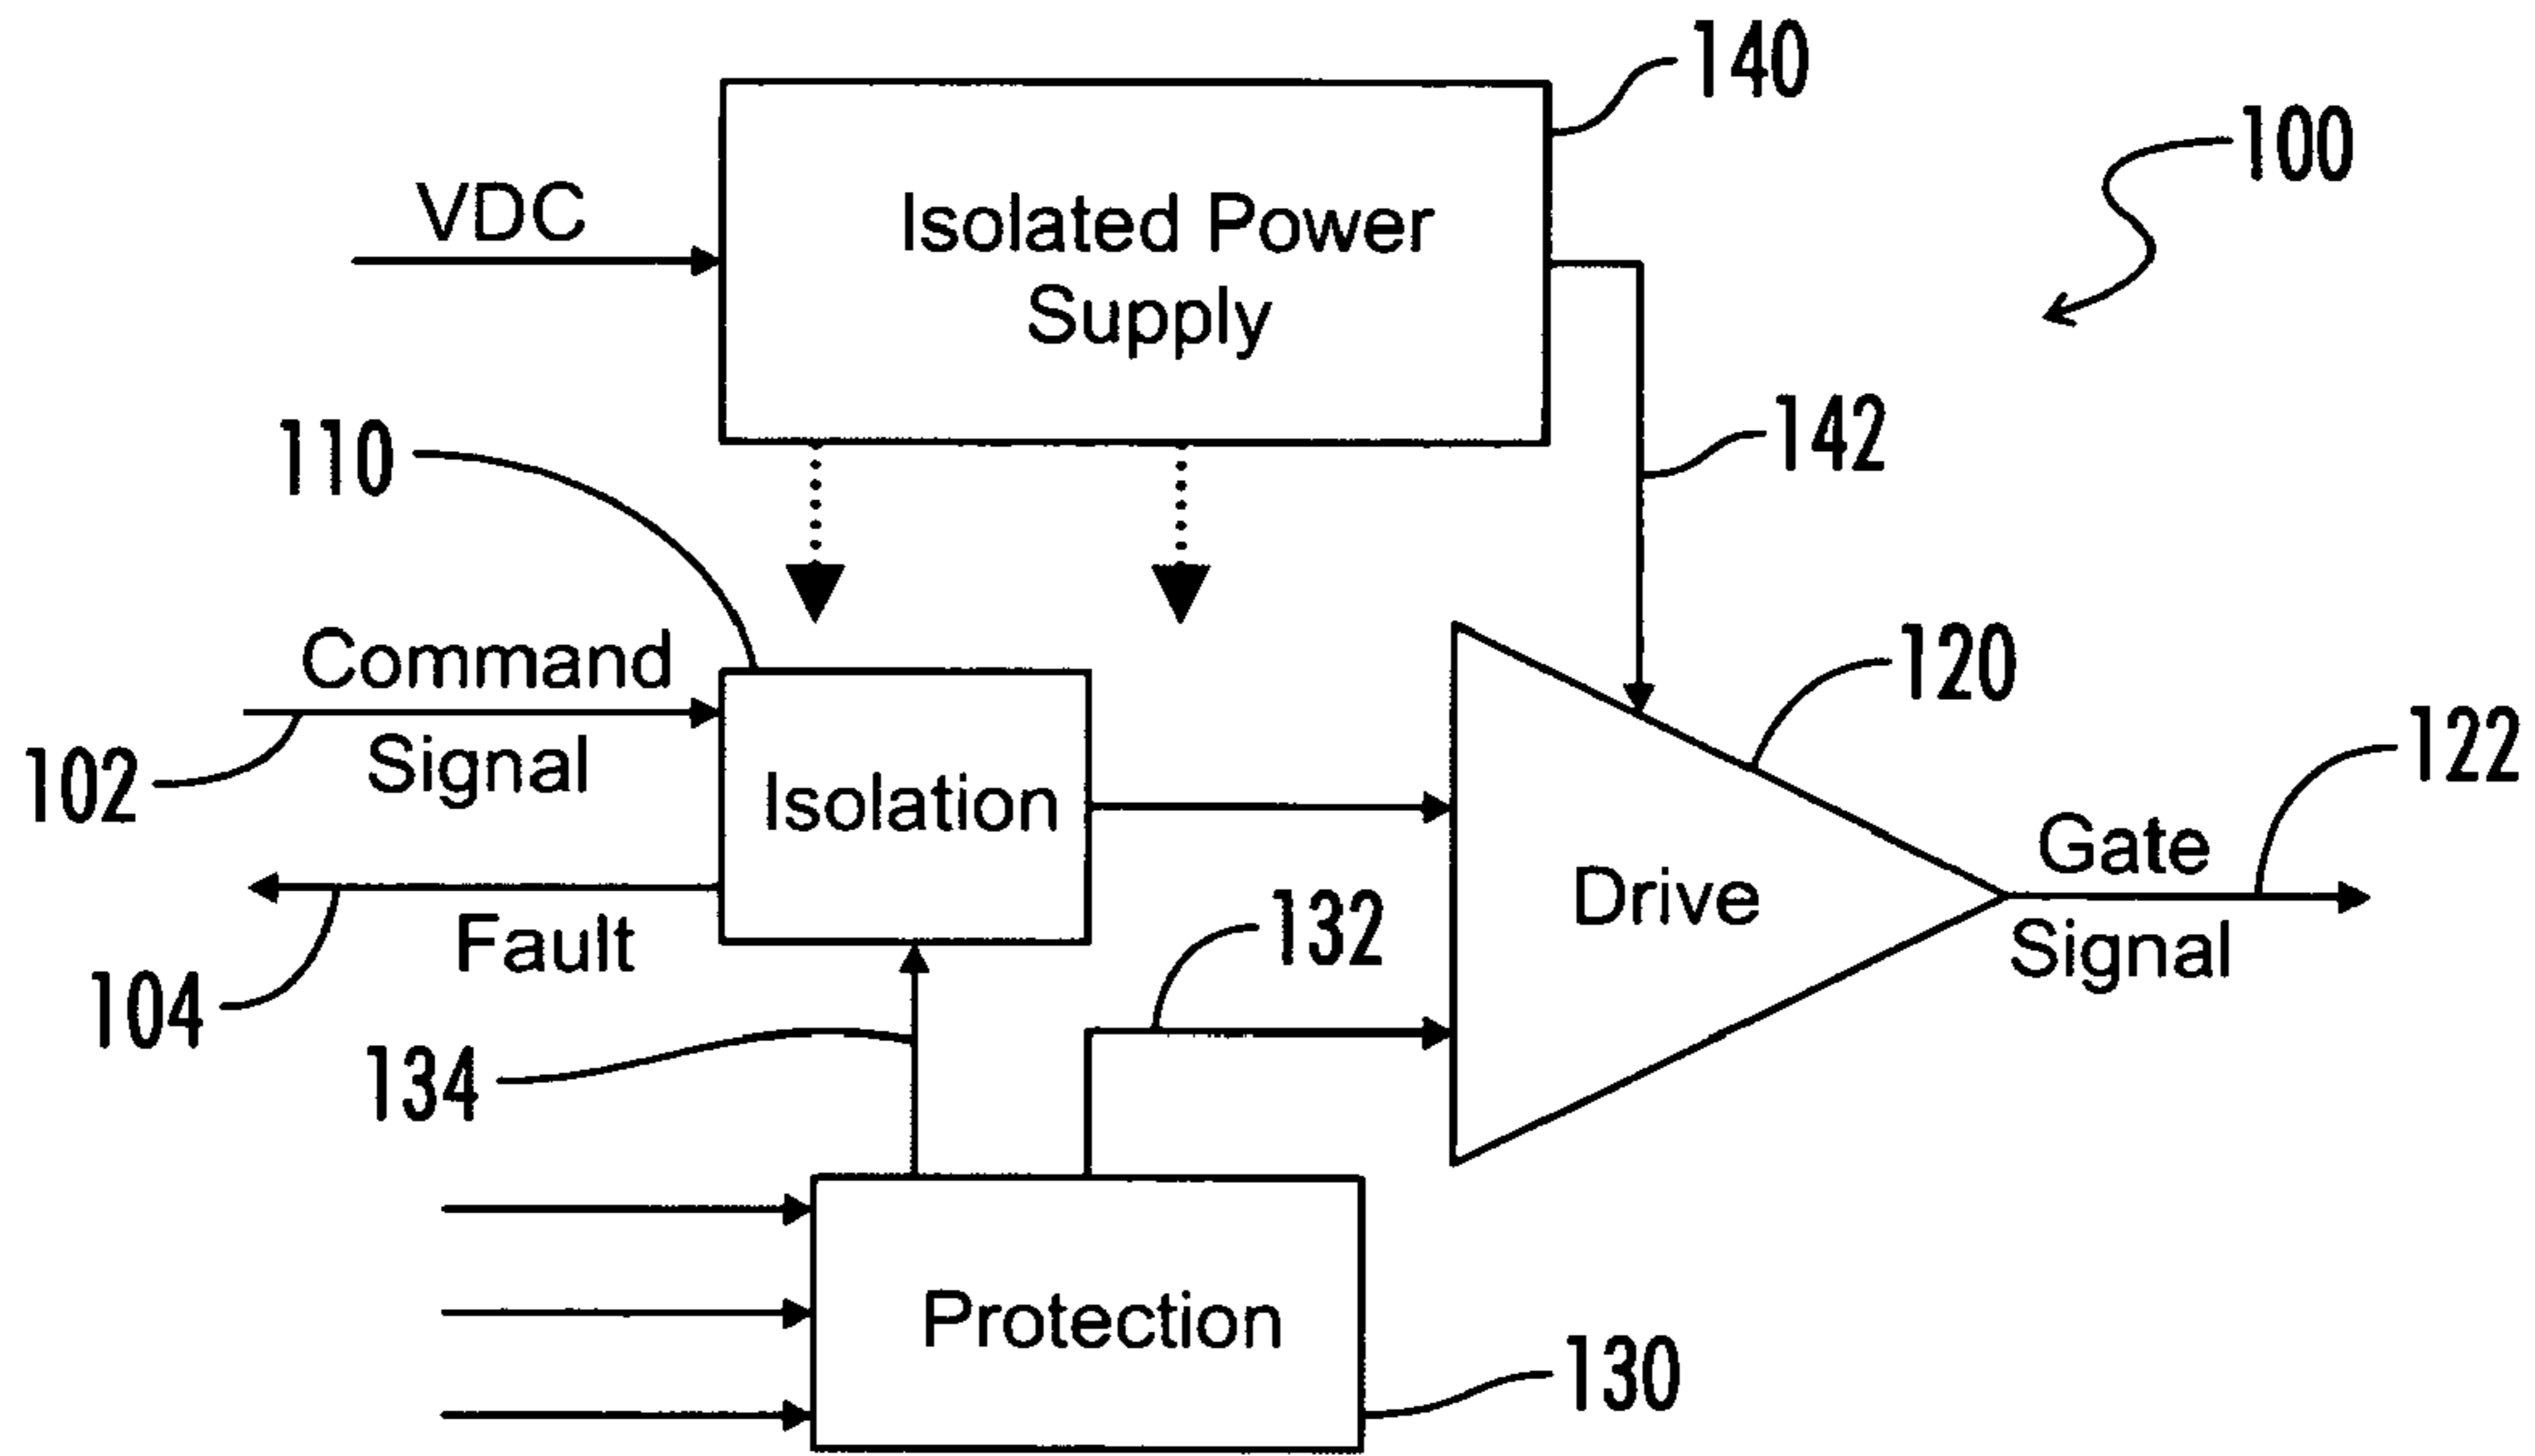 140
100
VDC
Isolated Power
Supply
110
142
Command
Signal
102
Isolation
120
122
Gate
Signal
Drive
Fault
104
132
134
Protection
130